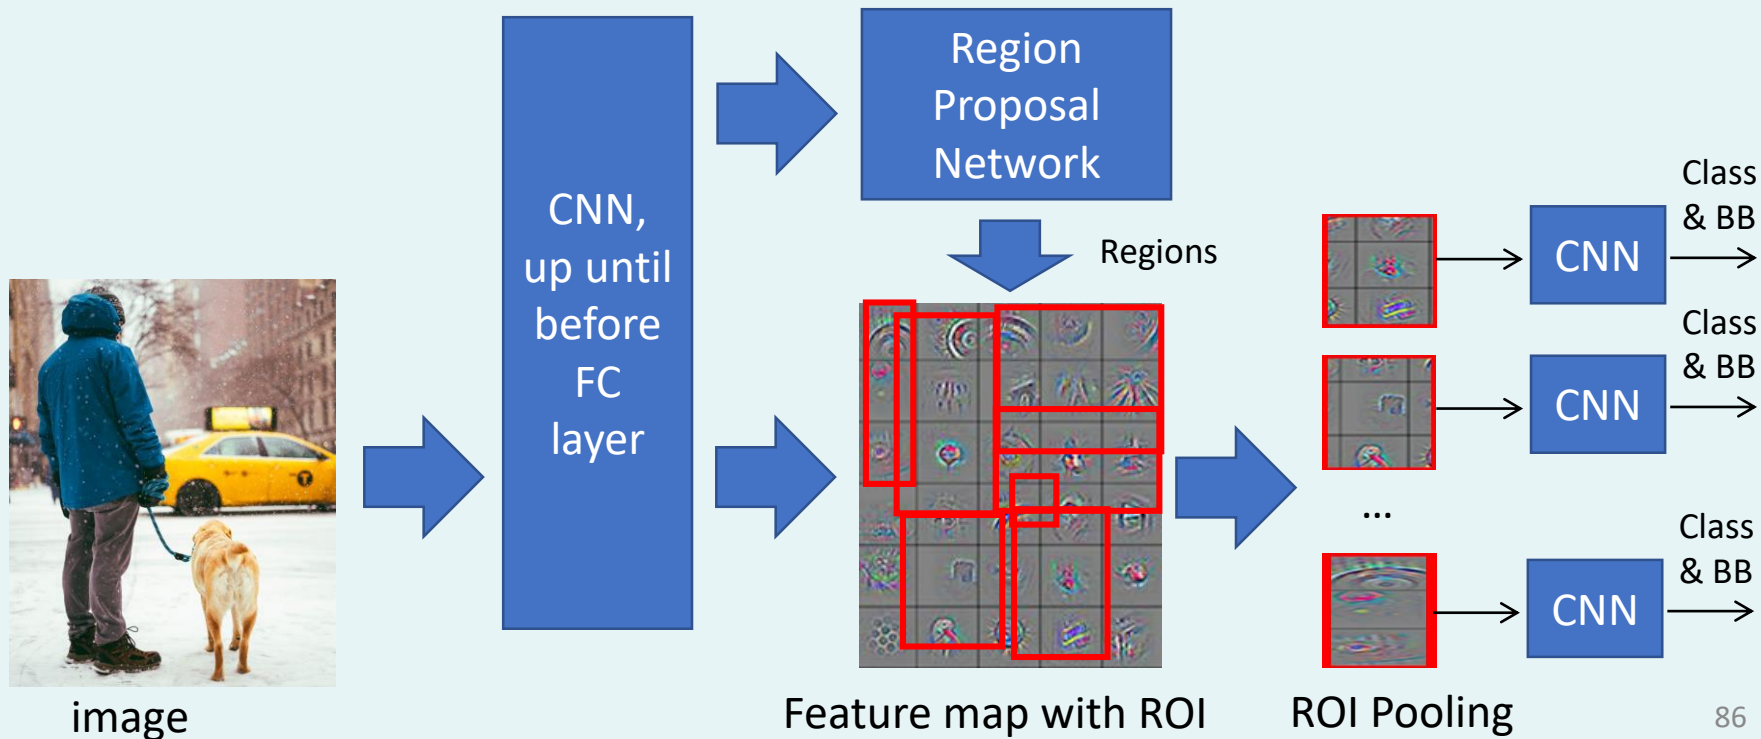 CNN,
up until
before
FC
layer
Region
Proposal
Network
Regions
image
Feature map with ROI
ROI Pooling
CNN
Class
& BB
CNN
Class
& BB
...
CNN
Class
& BB
86